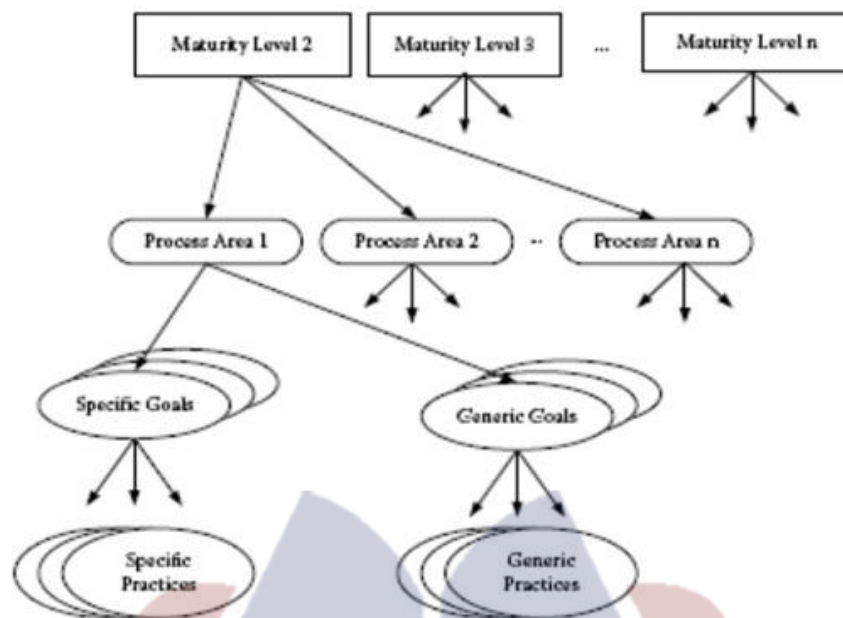 Maturity Level 2
Maturity Level 3
...
Maturity Level n
Process Area 1
Process Area 2
...
Process Area n
Specific Goals
Generic Goals
Specific
Practices
Generic
Practices